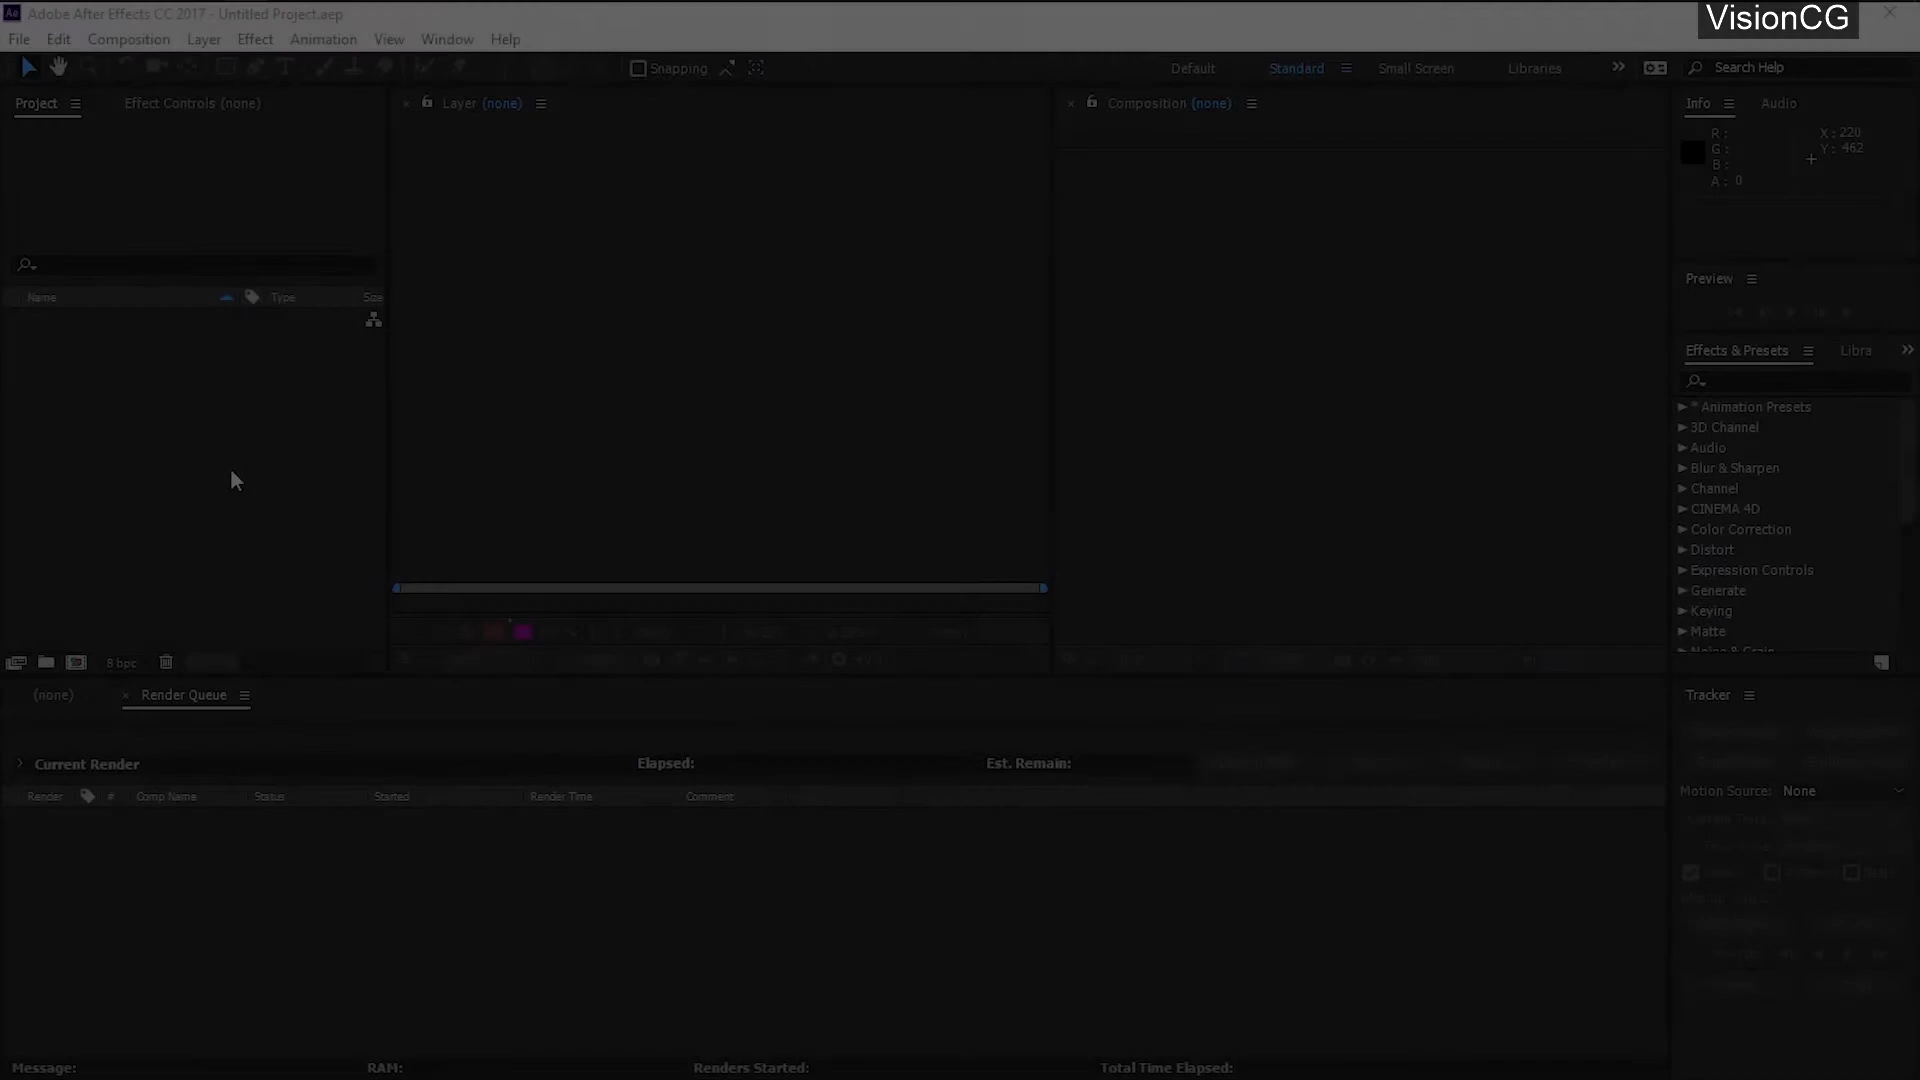 Adobe After Effects CC 2017 - Untitled Project.aep
VisionCG
File Edit Composition Layer Effect Animation View Window Help
Snapping
Default Standard Small Screen Libraries
Search Help
Project
Effect Controls (none)
Layer (none)
Composition (none)
Info Audio
R :
G :
B :
A : 0
X : 220
Y : 462
Name Type Size
Preview
Effects & Presets Libra
* Animation Presets
3D Channel
Audio
Blur & Sharpen
Channel
CINEMA 4D
Color Correction
Distort
Expression Controls
Generate
Keying
Matte
Noise & Grain
8 bpc
(none)
Render Queue
Current Render Elapsed: Est. Remain:
Render # Comp Name Status Started Render Time Comment
Tracker
Motion Source: None
Message: RAM: Renders Started: Total Time Elapsed: